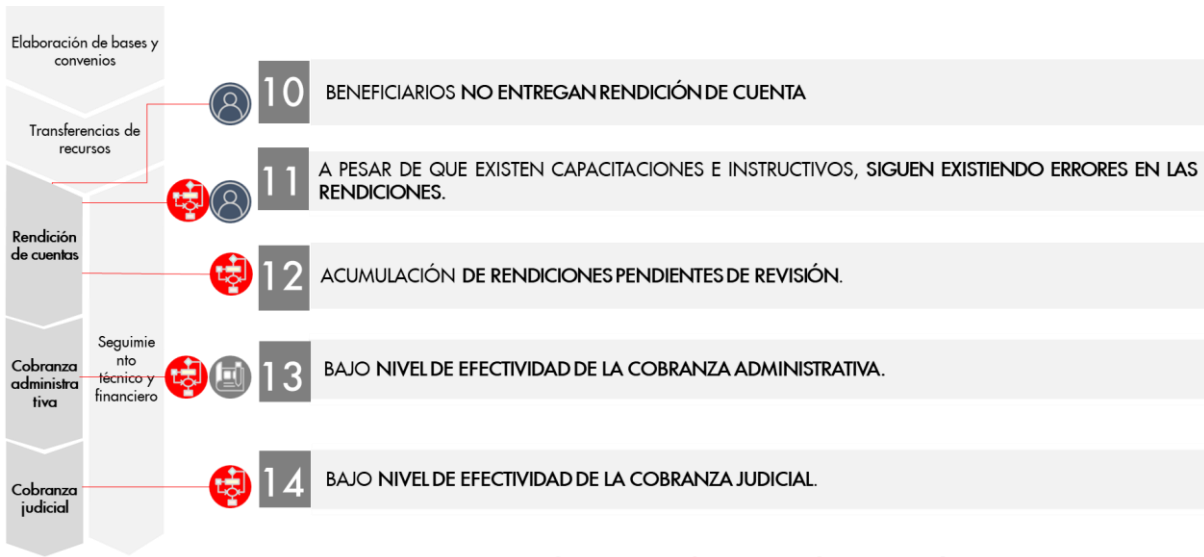 Elaboración de bases y
convenios
Transferencias de
recursos
Rendición
de cuentas
Cobranza
administra
tiva
Cobranza
judicial
Seguimie
nto
técnico y
financiero
10
BENEFICIARIOS NO ENTREGAN RENDICIÓN DE CUENTA
11
A PESAR DE QUE EXISTEN CAPACITACIONES E INSTRUCTIVOS, SIGUEN EXISTIENDO ERRORES EN LAS
RENDICIONES.
12
ACUMULACIÓN DE RENDICIONES PENDIENTES DE REVISIÓN.
13
BAJO NIVEL DE EFECTIVIDAD DE LA COBRANZA ADMINISTRATIVA.
14
BAJO NIVEL DE EFECTIVIDAD DE LA COBRANZA JUDICIAL.